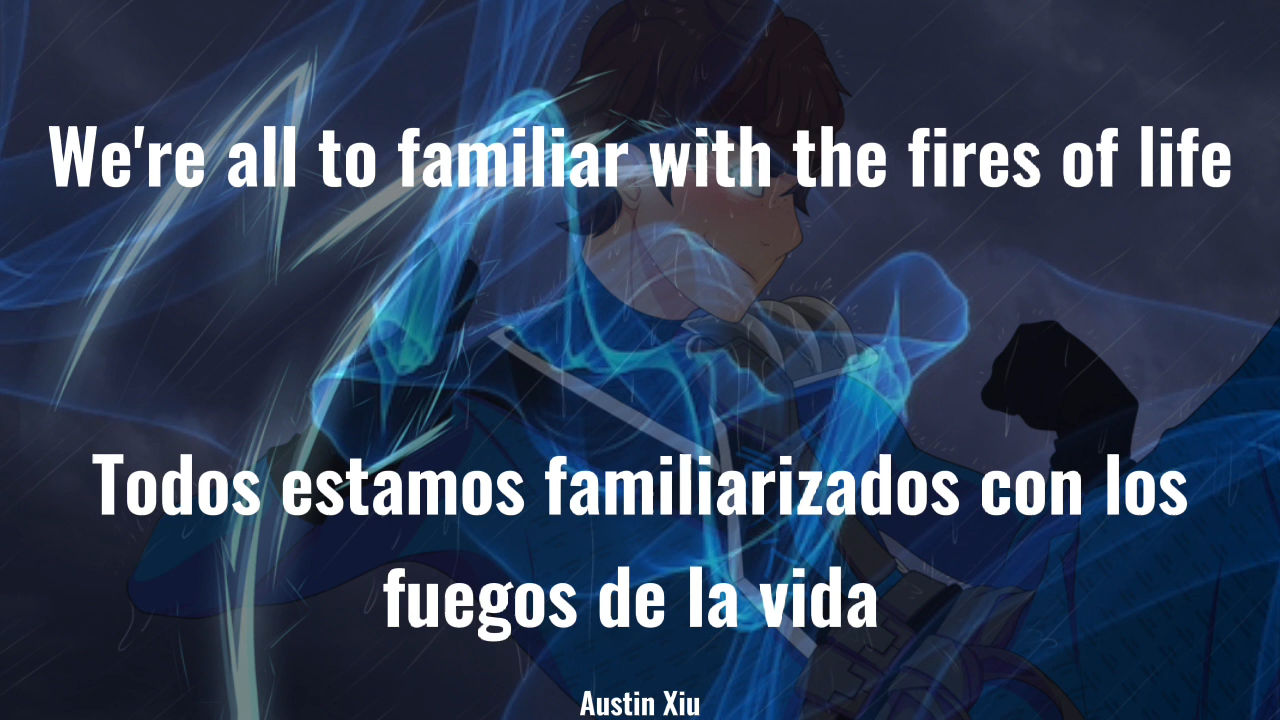 We're all to familiar with the fires of life
Todos estamos familiarizados con los
fuegos de la vida
Austin Xiu